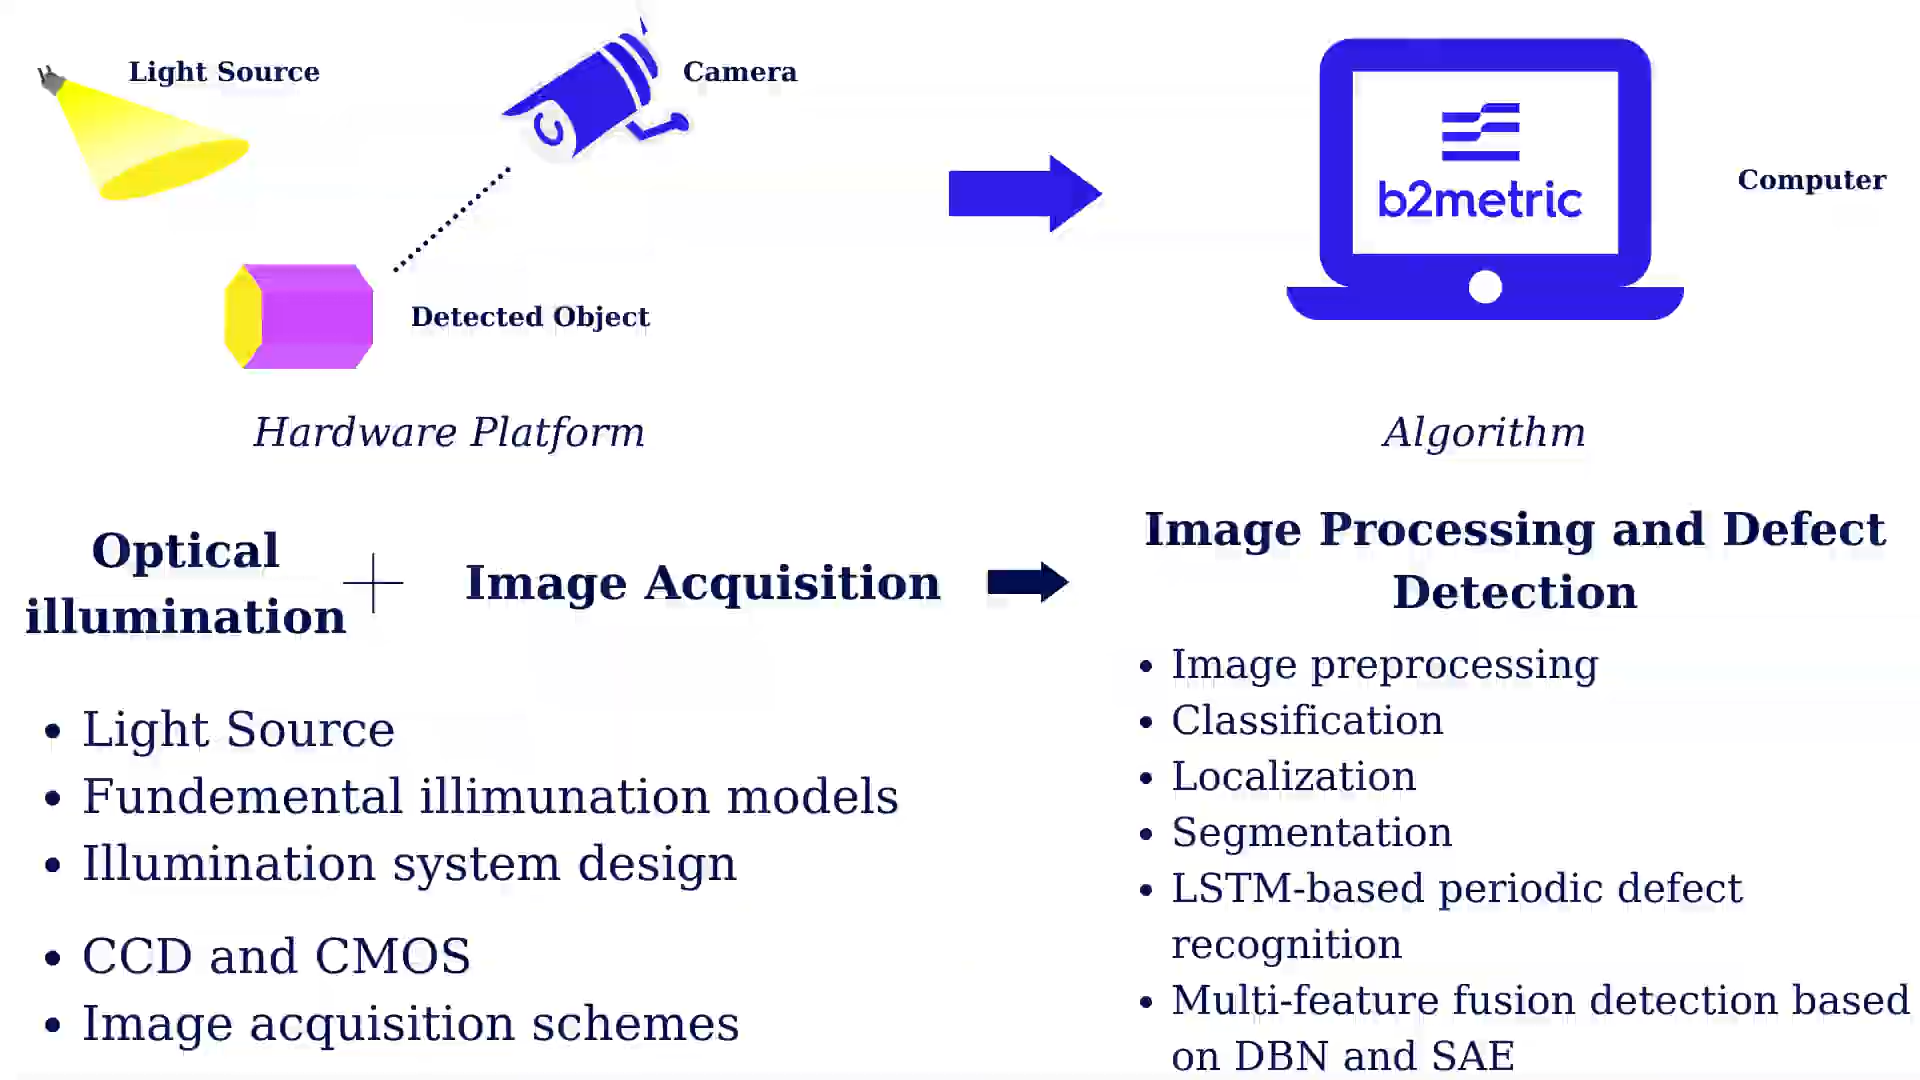 Light Source
Camera
b2metric
Computer
Detected Object
Hardware Platform
Algorithm
Optical
illumination
Image Acquisition
Image Processing and Defect
Detection
• Light Source
• Fundemental illimunation models
• Illumination system design
• CCD and CMOS
• Image acquisition schemes
• Image preprocessing
• Classification
• Localization
• Segmentation
• LSTM-based periodic defect
recognition
• Multi-feature fusion detection based
on DBN and SAE